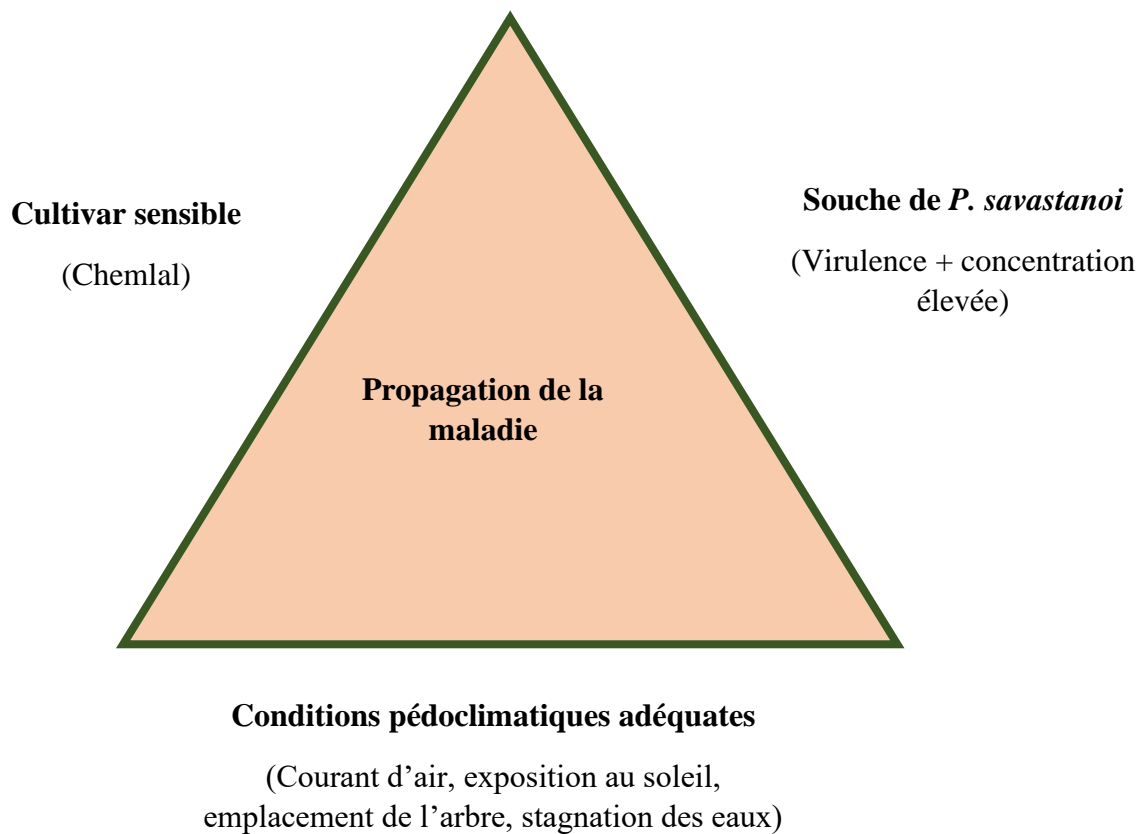 Cultivar sensible
(Chemlal)
Souche de P. savastanoi
(Virulence + concentration
élevée)
Propagation de la
maladie
Conditions pédoclimatiques adéquates
(Courant d’air, exposition au soleil,
emplacement de l’arbre, stagnation des eaux)